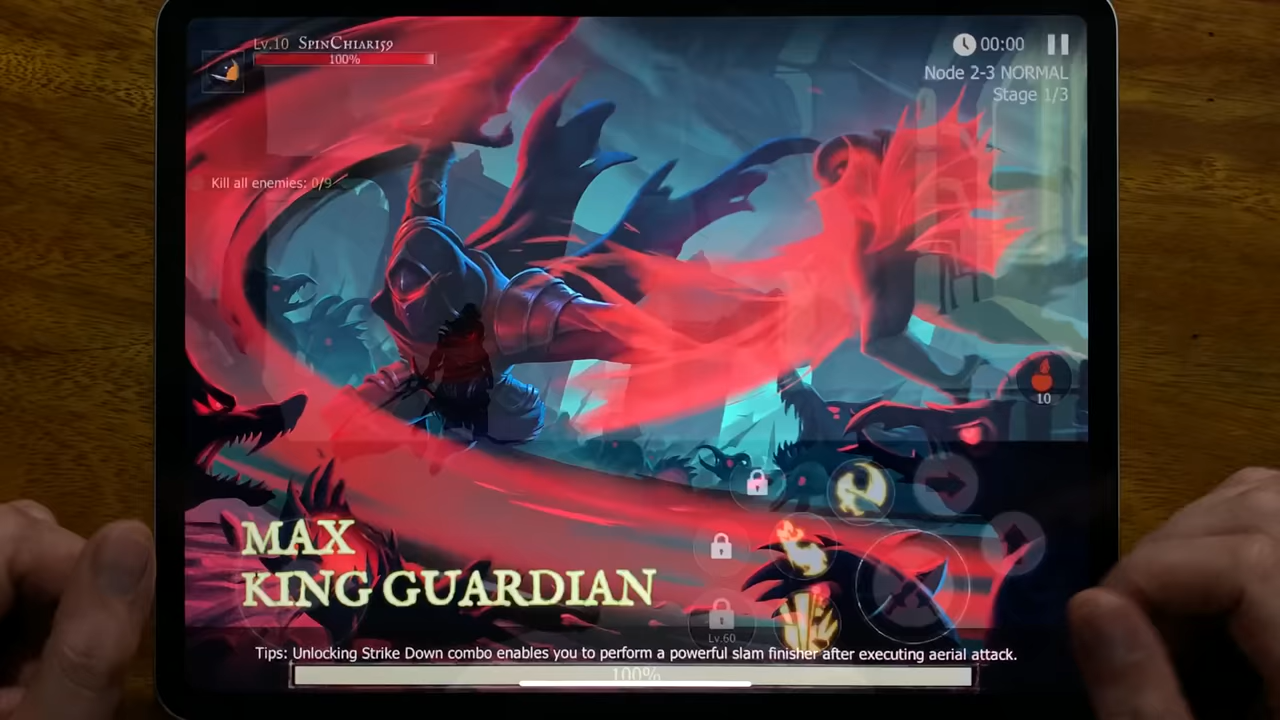 Lv.10 SpinChiari59
100%
00:00
Node 2-3 NORMAL
Stage 1/3
Kill all enemies: 0/9
10
MAX
KING GUARDIAN
Lv.60
Tips: Unlocking Strike Down combo enables you to perform a powerful slam finisher after executing aerial attack.
100%